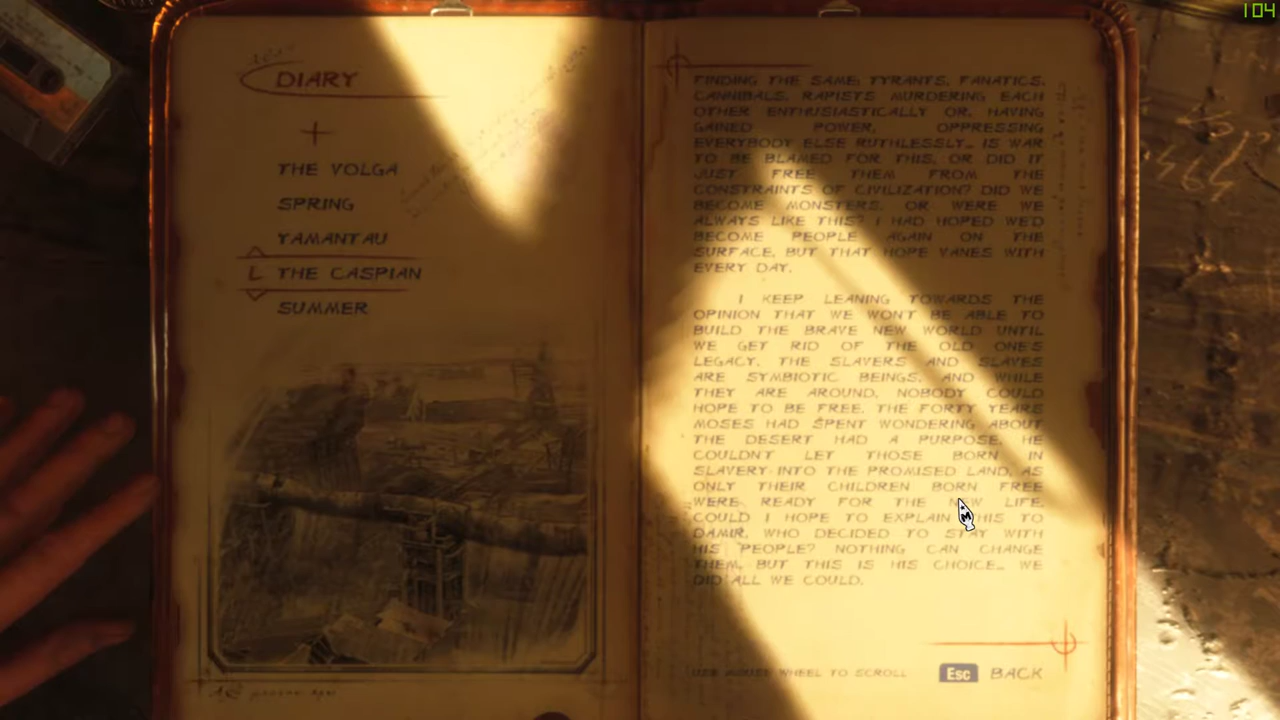 104
DIARY
THE VOLGA
SPRING
YAMANTAU
L THE CASPIAN
SUMMER
FINDING THE SAME: TYRANTS, FANATICS,
CANNIBALS, RAPISTS MURDERING EACH
OTHER ENTHUSIASTICALLY OR, HAVING
GAINED POWER, OPPRESSING
EVERYBODY ELSE RUTHLESSLY... IS WAR
TO BE BLAMED FOR THIS, OR DID IT
JUST FREE THEM FROM THE
CONSTRAINTS OF CIVILIZATION? DID WE
BECOME MONSTERS, OR WERE WE
ALWAYS LIKE THIS? I HAD HOPED WE'D
BECOME PEOPLE AGAIN ON THE
SURFACE, BUT THAT HOPE VANES WITH
EVERY DAY.
I KEEP LEANING TOWARDS THE
OPINION THAT WE WON'T BE ABLE TO
BUILD THE BRAVE NEW WORLD UNTIL
WE GET RID OF THE OLD ONE'S
LEGACY. THE SLAVERS AND SLAVES
ARE SYMBIOTIC BEINGS, AND WHILE
THEY ARE AROUND, NOBODY COULD
HOPE TO BE FREE. THE FORTY YEARS
MOSES HAD SPENT WONDERING ABOUT
THE DESERT HAD A PURPOSE. HE
COULDN'T LET THOSE BORN IN
SLAVERY INTO THE PROMISED LAND, AS
ONLY THEIR CHILDREN BORN FREE
WERE READY FOR THE NEW LIFE.
COULD I HOPE TO EXPLAIN THIS TO
DAMIR, WHO DECIDED TO STAY WITH
HIS PEOPLE? NOTHING CAN CHANGE
THEM, BUT THIS IS HIS CHOICE... WE
DID ALL WE COULD.
USE MOUSE WHEEL TO SCROLL Esc BACK